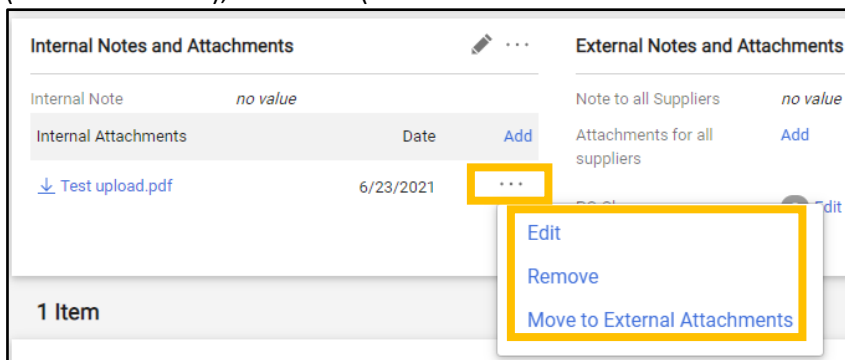 Internal Notes and Attachments ... External Notes and Attachments
Internal Note no value Note to all Suppliers no value
Internal Attachments Date Add Attachments for all suppliers Add
Test upload.pdf 6/23/2021 ...
Edit
Edit
Remove
Move to External Attachments
1 Item